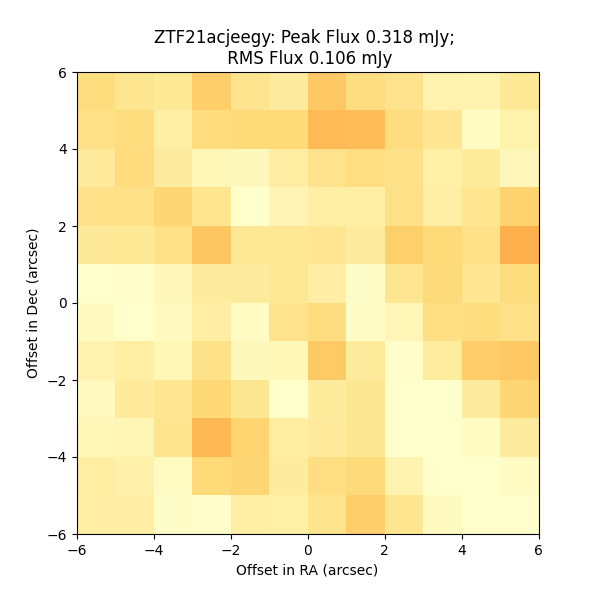 ZTF21acjeegy: Peak Flux 0.318 mJy;
RMS Flux 0.106 mJy
6
4
2
0
−2
−4
−6
Offset in Dec (arcsec)
−6 −4 −2 0 2 4 6
Offset in RA (arcsec)